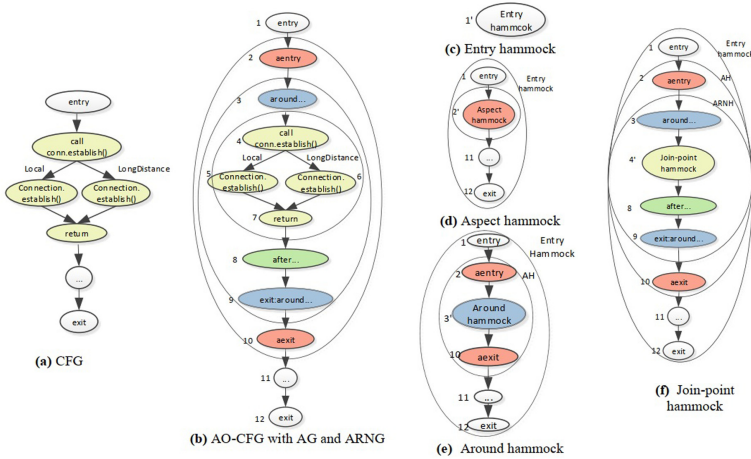 entry
call
conn.establish()
Local
LongDistance
Connection.
establish()
Connection.
establish()
return
...
exit
(a) CFG
1
entry
2
aentry
3
around...
4
call
conn.establish()
Local
LongDistance
5
Connection.
establish()
Connection.
establish()
6
7
return
8
after...
9
exit:around...
10
aexit
11
...
12
exit
(b) AO-CFG with AG and ARNG
1'
Entry
hammcok
(c) Entry hammock
1
entry
Entry
hammock
2'
Aspect
hammock
11
...
12
exit
(d) Aspect hammock
1
entry
Entry
Hammock
2
aentry
AH
3'
Around
hammock
10
aexit
11
...
12
exit
(e) Around hammock
1
entry
Entry
hammock
2
aentry
AH
ARNH
3
around...
4'
Join-point
hammock
8
after...
9
exit:around...
10
aexit
11
...
12
exit
(f) Join-point
hammock